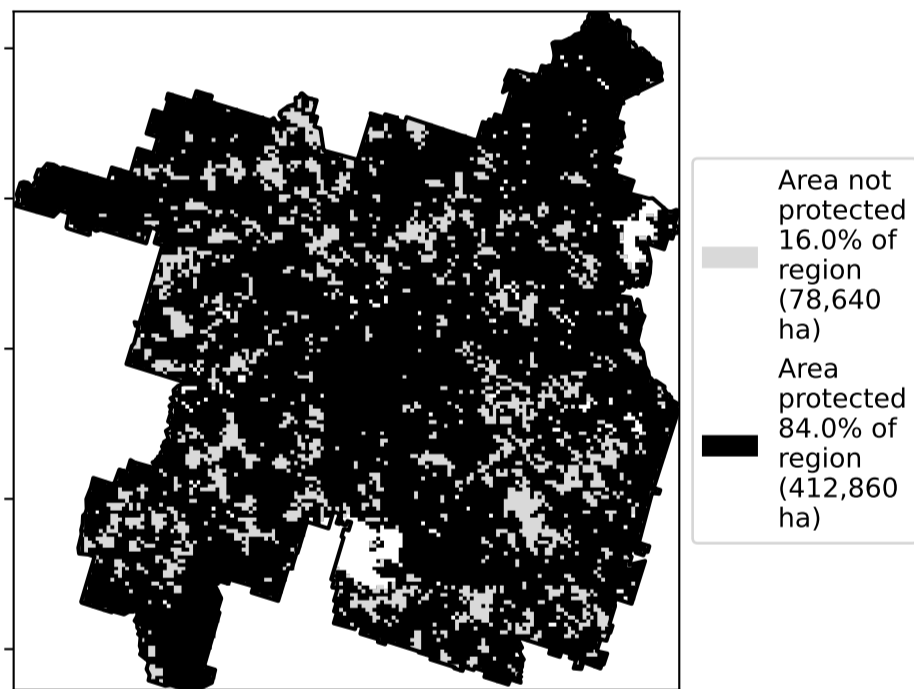 Area not
protected
16.0% of
region
(78,640
ha)
Area
protected
84.0% of
region
(412,860
ha)